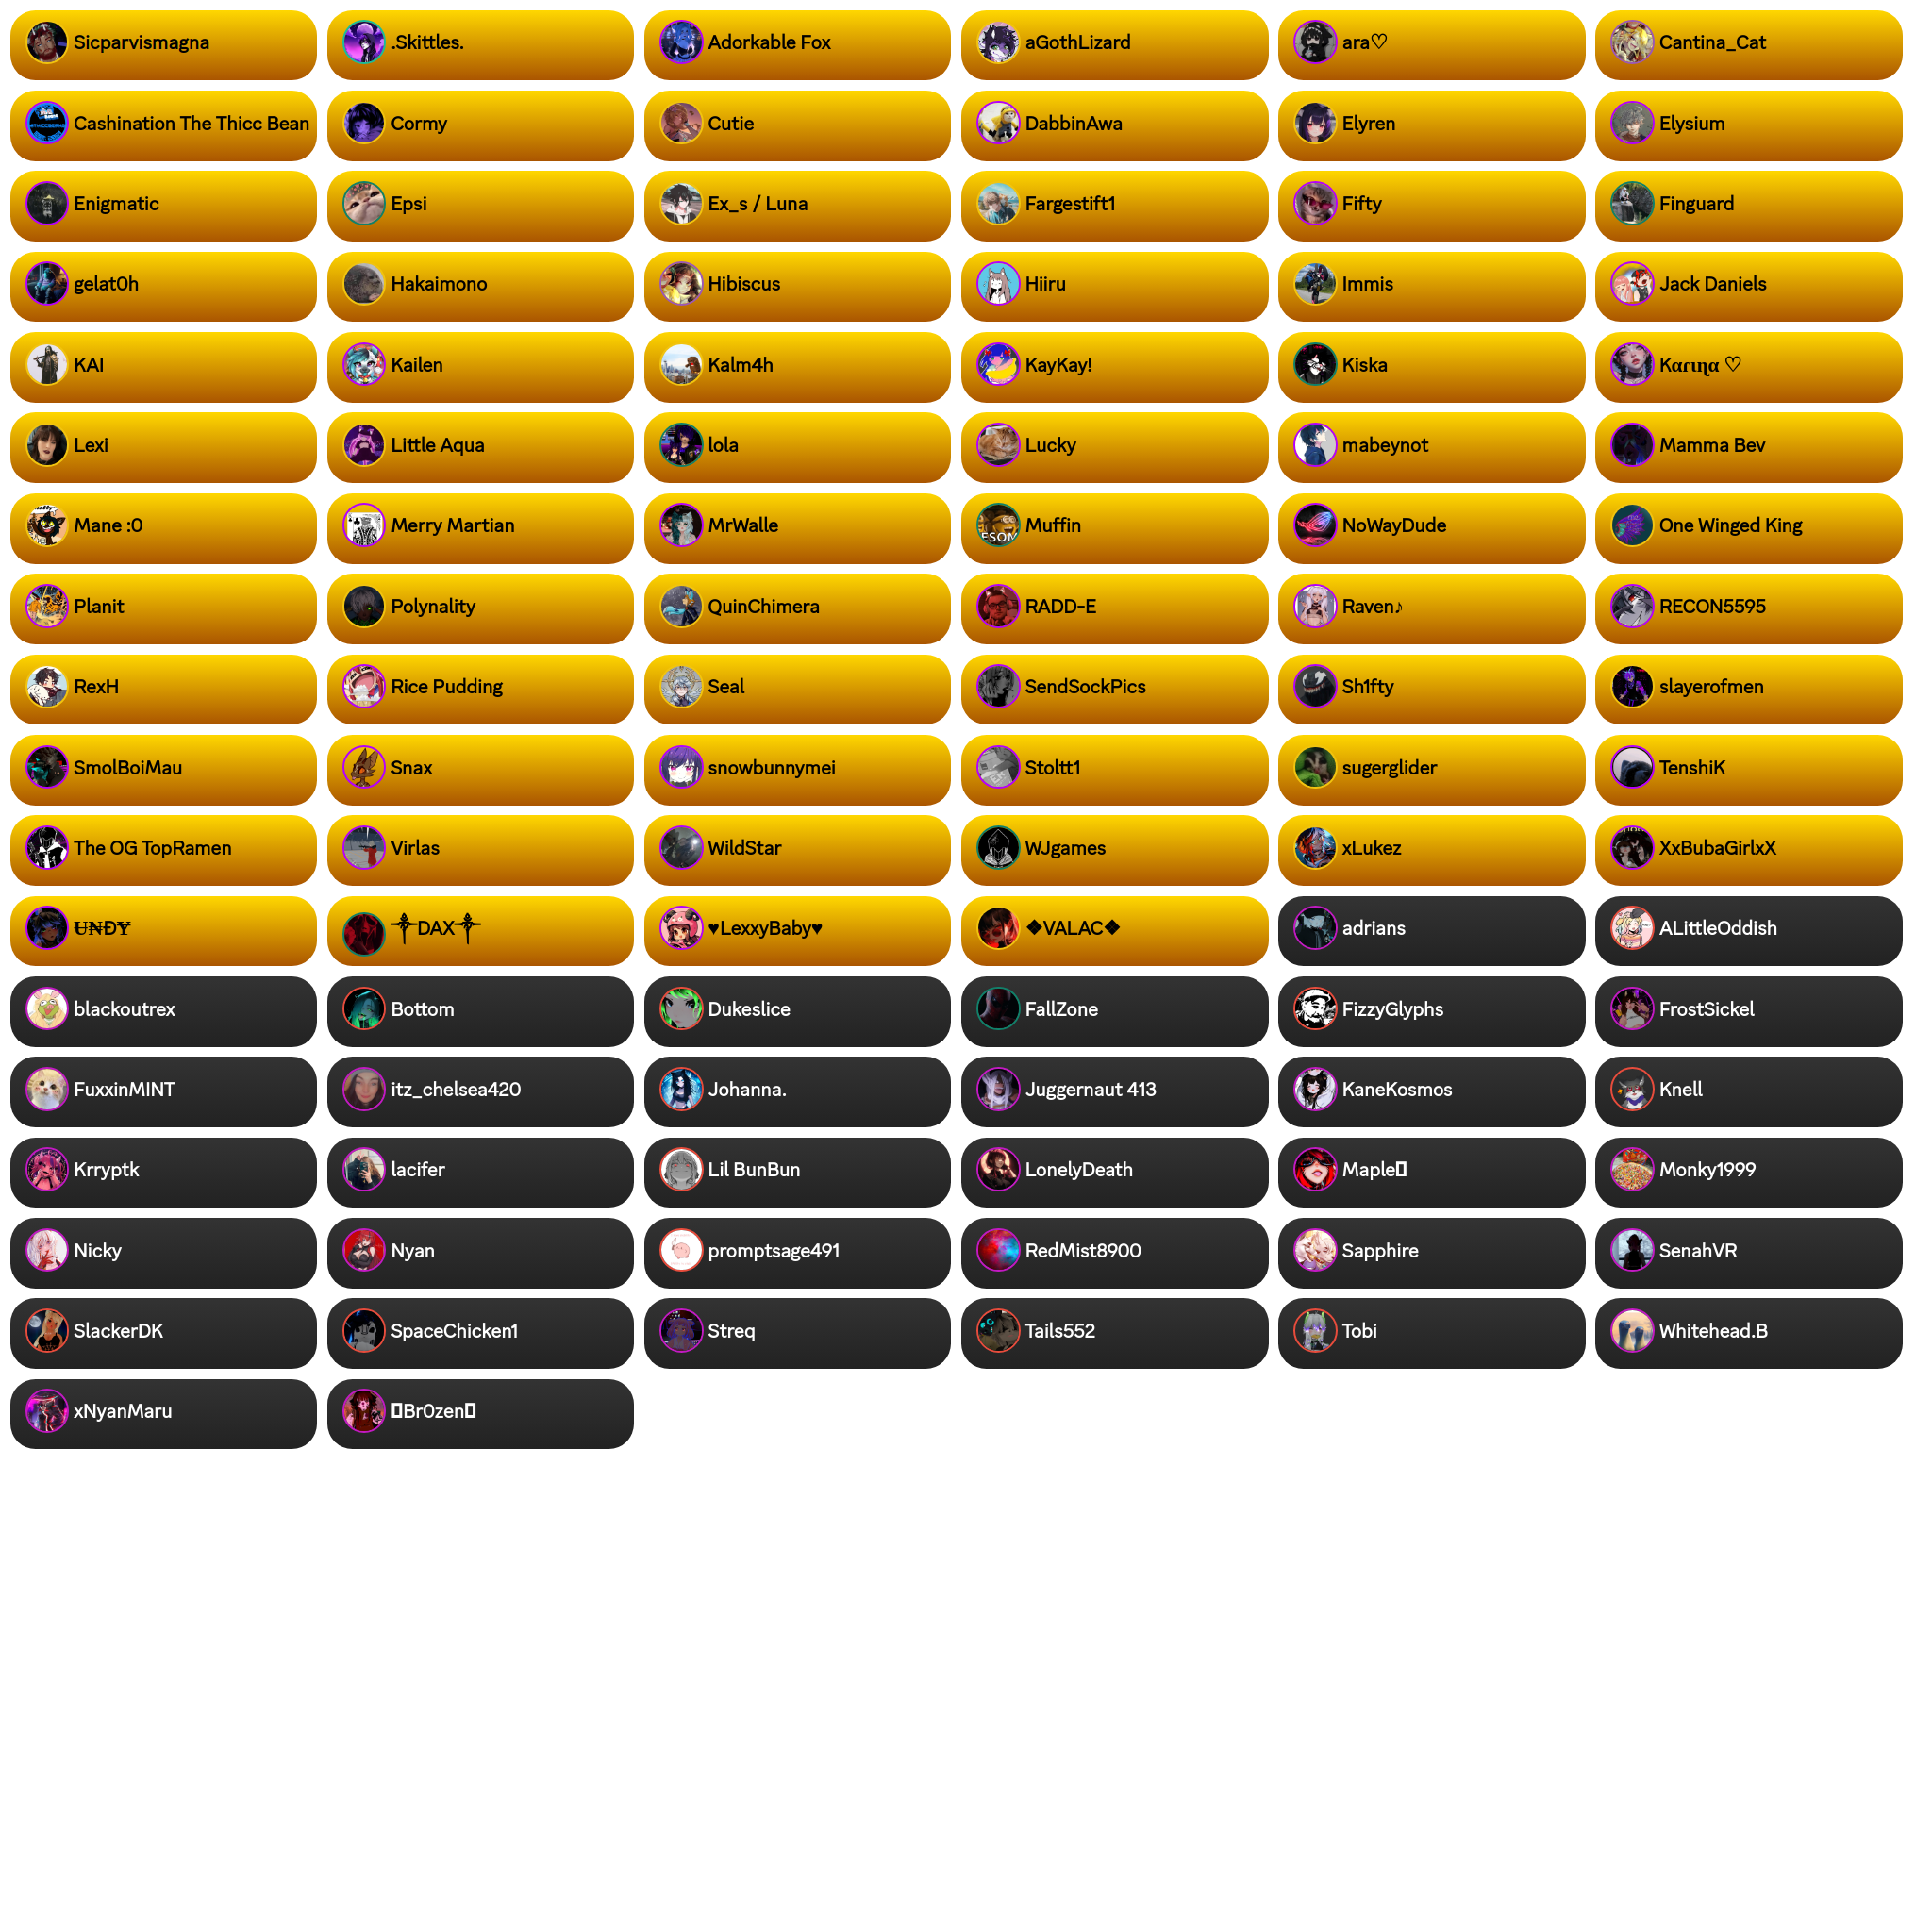 Sicparvismagna
.Skittles.
Adorkable Fox
aGothLizard
ara♡
Cantina_Cat
Cashination The Thicc Bean
Cormy
Cutie
DabbinAwa
Elyren
Elysium
Enigmatic
Epsi
Ex_s / Luna
Fargestift1
Fifty
Finguard
gelat0h
Hakaimono
Hibiscus
Hiiru
Immis
Jack Daniels
KAI
Kailen
Kalm4h
KayKay!
Kiska
Kαɾιɳα ♡
Lexi
Little Aqua
lola
Lucky
mabeynot
Mamma Bev
Mane :0
Merry Martian
MrWalle
ESOM
Muffin
NoWayDude
One Winged King
Planit
Polynality
QuinChimera
RADD-E
Raven♪
RECON5595
RexH
Rice Pudding
Seal
SendSockPics
Sh1fty
slayerofmen
SmolBoiMau
Snax
snowbunnymei
Stoltt1
sugerglider
TenshiK
The OG TopRamen
Virlas
WildStar
WJgames
xLukez
XxBubaGirlxX
Ʉ₦ĐɎ
⸸DAX⸸
♥LexxyBaby♥
❖VALAC❖
adrians
ALittleOddish
blackoutrex
Bottom
Dukeslice
FallZone
FizzyGlyphs
FrostSickel
FuxxinMINT
itz_chelsea420
Johanna.
Juggernaut 413
KaneKosmos
Knell
Krryptk
lacifer
Lil BunBun
LonelyDeath
Maple
Monky1999
Nicky
Nyan
promptsage491
RedMist8900
Sapphire
SenahVR
SlackerDK
SpaceChicken1
Streq
Tails552
Tobi
Whitehead.B
xNyanMaru
Br0zen